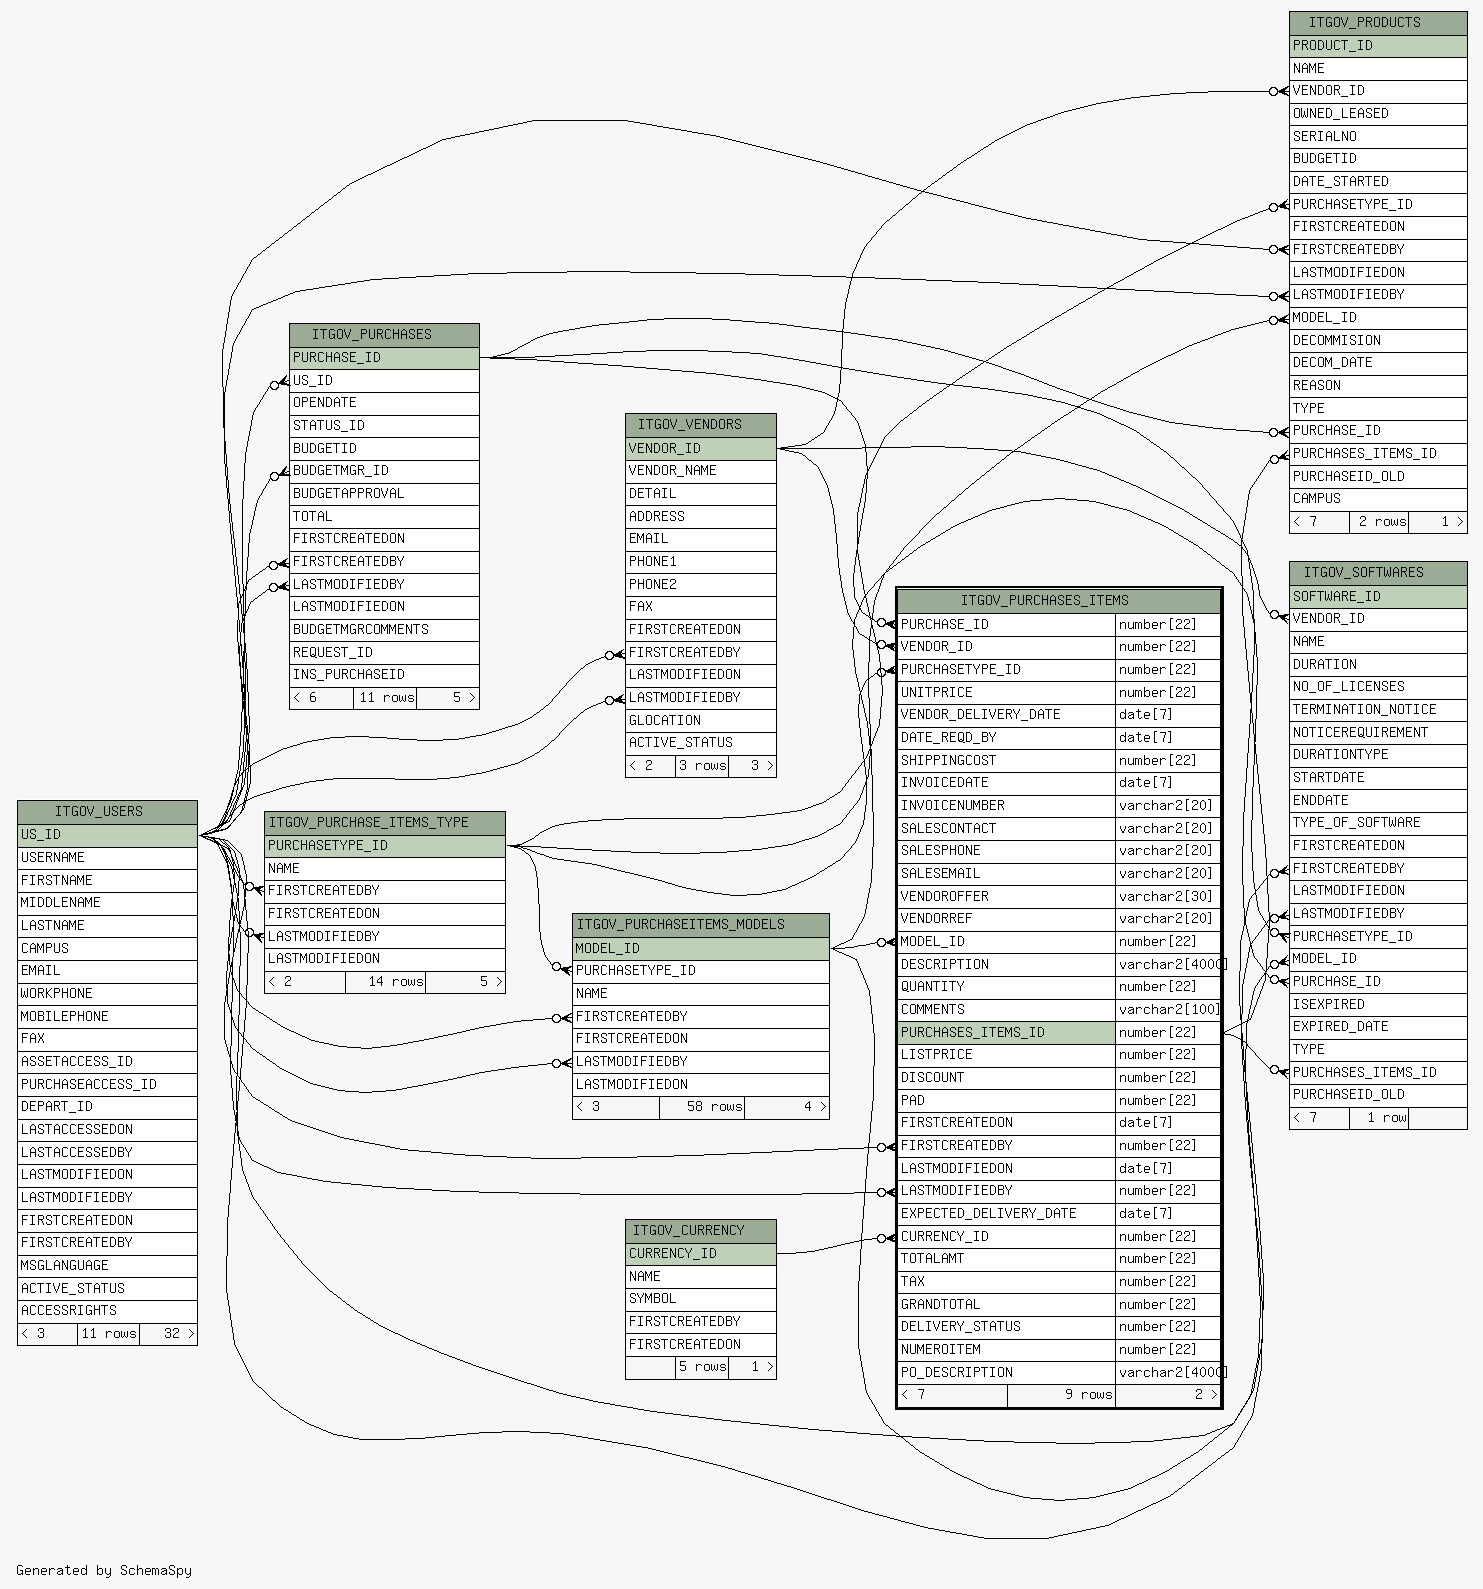 ITGOV_PRODUCTS
PRODUCT_ID
NAME
VENDOR_ID
OWNED_LEASED
SERIALNO
BUDGETID
DATE_STARTED
PURCHASETYPE_ID
FIRSTCREATEDON
FIRSTCREATEDBY
LASTMODIFIEDON
LASTMODIFIEDBY
MODEL_ID
DECOMMISION
DECOM_DATE
REASON
TYPE
PURCHASE_ID
PURCHASES_ITEMS_ID
PURCHASEID_OLD
CAMPUS
< 7 2 rows 1 >
ITGOV_PURCHASES
PURCHASE_ID
US_ID
OPENDATE
STATUS_ID
BUDGETID
BUDGETMGR_ID
BUDGETAPPROVAL
TOTAL
FIRSTCREATEDON
FIRSTCREATEDBY
LASTMODIFIEDBY
LASTMODIFIEDON
BUDGETMGRCOMMENTS
REQUEST_ID
INS_PURCHASEID
< 6 11 rows 5 >
ITGOV_VENDORS
VENDOR_ID
VENDOR_NAME
DETAIL
ADDRESS
EMAIL
PHONE1
PHONE2
FAX
FIRSTCREATEDON
FIRSTCREATEDBY
LASTMODIFIEDON
LASTMODIFIEDBY
GLOCATION
ACTIVE_STATUS
< 2 3 rows 3 >
ITGOV_SOFTWARES
SOFTWARE_ID
VENDOR_ID
NAME
DURATION
NO_OF_LICENSES
TERMINATION_NOTICE
NOTICEREQUIREMENT
DURATIONTYPE
STARTDATE
ENDDATE
TYPE_OF_SOFTWARE
FIRSTCREATEDON
FIRSTCREATEDBY
LASTMODIFIEDON
LASTMODIFIEDBY
PURCHASETYPE_ID
MODEL_ID
PURCHASE_ID
ISEXPIRED
EXPIRED_DATE
TYPE
PURCHASES_ITEMS_ID
PURCHASEID_OLD
< 7 1 row
ITGOV_PURCHASES_ITEMS
PURCHASE_ID number[22]
VENDOR_ID number[22]
PURCHASETYPE_ID number[22]
UNITPRICE number[22]
VENDOR_DELIVERY_DATE date[7]
DATE_REQD_BY date[7]
SHIPPINGCOST number[22]
INVOICEDATE date[7]
INVOICENUMBER varchar2[20]
SALESCONTACT varchar2[20]
SALESPHONE varchar2[20]
SALESEMAIL varchar2[20]
VENDOROFFER varchar2[30]
VENDORREF varchar2[20]
MODEL_ID number[22]
DESCRIPTION varchar2[4000]
QUANTITY number[22]
COMMENTS varchar2[100]
PURCHASES_ITEMS_ID number[22]
LISTPRICE number[22]
DISCOUNT number[22]
PAD number[22]
FIRSTCREATEDON date[7]
FIRSTCREATEDBY number[22]
LASTMODIFIEDON date[7]
LASTMODIFIEDBY number[22]
EXPECTED_DELIVERY_DATE date[7]
CURRENCY_ID number[22]
TOTALAMT number[22]
TAX number[22]
GRANDTOTAL number[22]
DELIVERY_STATUS number[22]
NUMEROITEM number[22]
PO_DESCRIPTION varchar2[4000]
< 7 9 rows 2 >
ITGOV_USERS
US_ID
USERNAME
FIRSTNAME
MIDDLENAME
LASTNAME
CAMPUS
EMAIL
WORKPHONE
MOBILEPHONE
FAX
ASSETACCESS_ID
PURCHASEACCESS_ID
DEPART_ID
LASTACCESSEDON
LASTACCESSEDBY
LASTMODIFIEDON
LASTMODIFIEDBY
FIRSTCREATEDON
FIRSTCREATEDBY
MSGLANGUAGE
ACTIVE_STATUS
ACCESSRIGHTS
< 3 11 rows 32 >
ITGOV_PURCHASE_ITEMS_TYPE
PURCHASETYPE_ID
NAME
FIRSTCREATEDBY
FIRSTCREATEDON
LASTMODIFIEDBY
LASTMODIFIEDON
< 2 14 rows 5 >
ITGOV_PURCHASEITEMS_MODELS
MODEL_ID
PURCHASETYPE_ID
NAME
FIRSTCREATEDBY
FIRSTCREATEDON
LASTMODIFIEDBY
LASTMODIFIEDON
< 3 58 rows 4 >
ITGOV_CURRENCY
CURRENCY_ID
NAME
SYMBOL
FIRSTCREATEDBY
FIRSTCREATEDON
5 rows 1 >
Generated by SchemaSpy